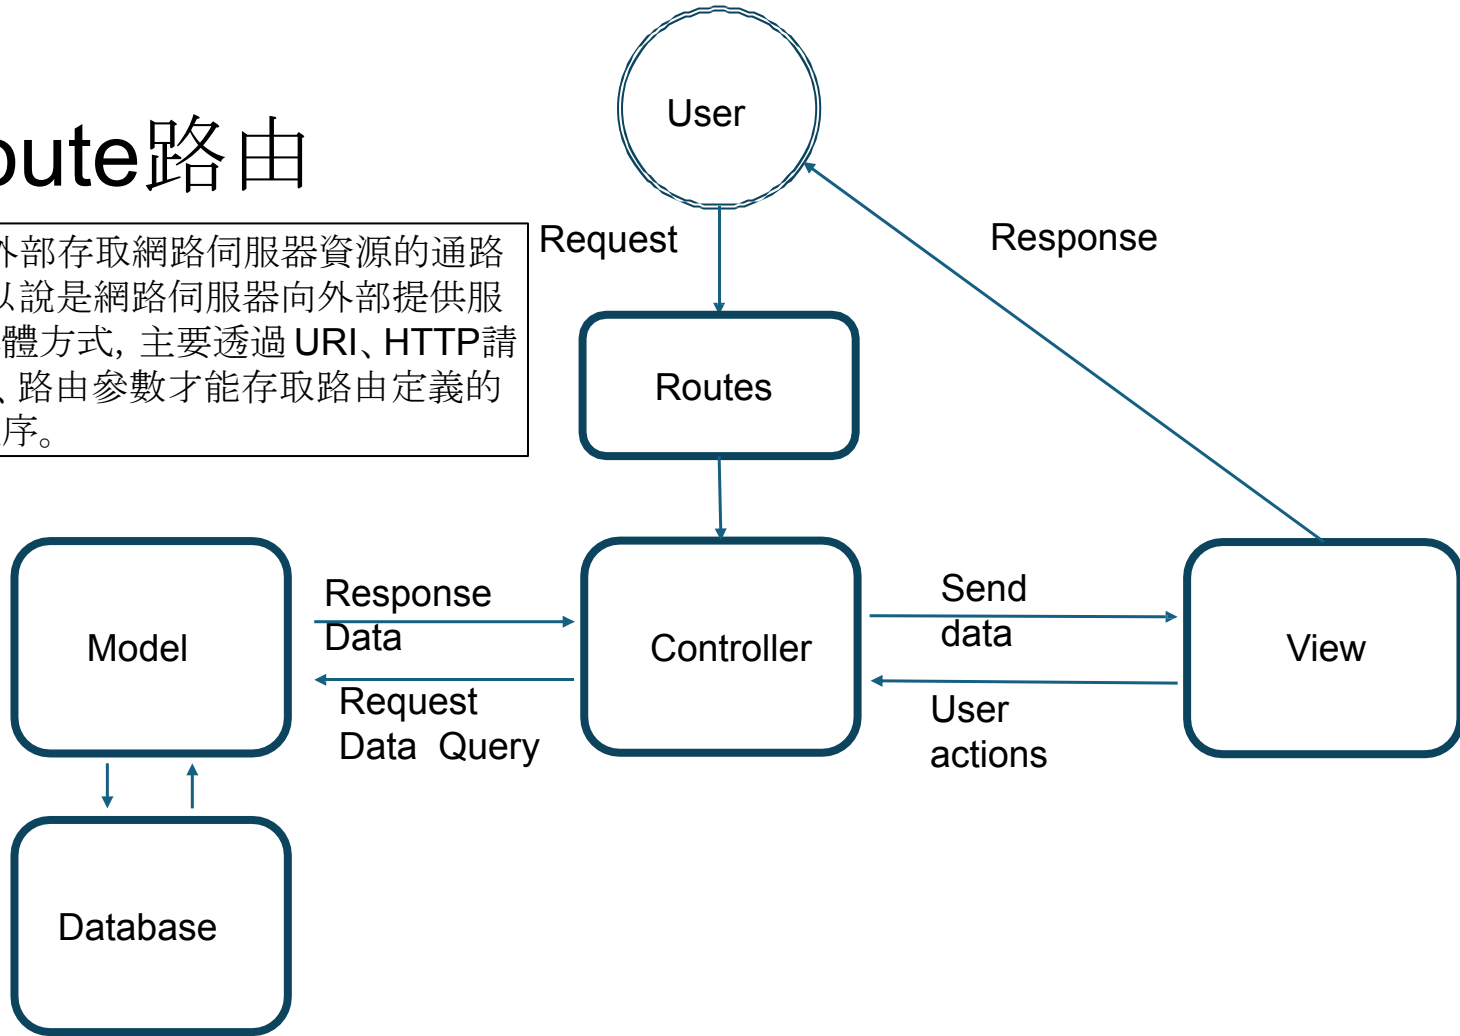 User
oute路由
外部存取網路伺服器資源的通路
以說是網路伺服器向外部提供服
體方式, 主要透過 URI、HTTP請
、路由參數才能存取路由定義的
序。
Request
Response
Routes
Response
Data
Send
data
Model
Controller
View
Request
Data Query
User
actions
Database